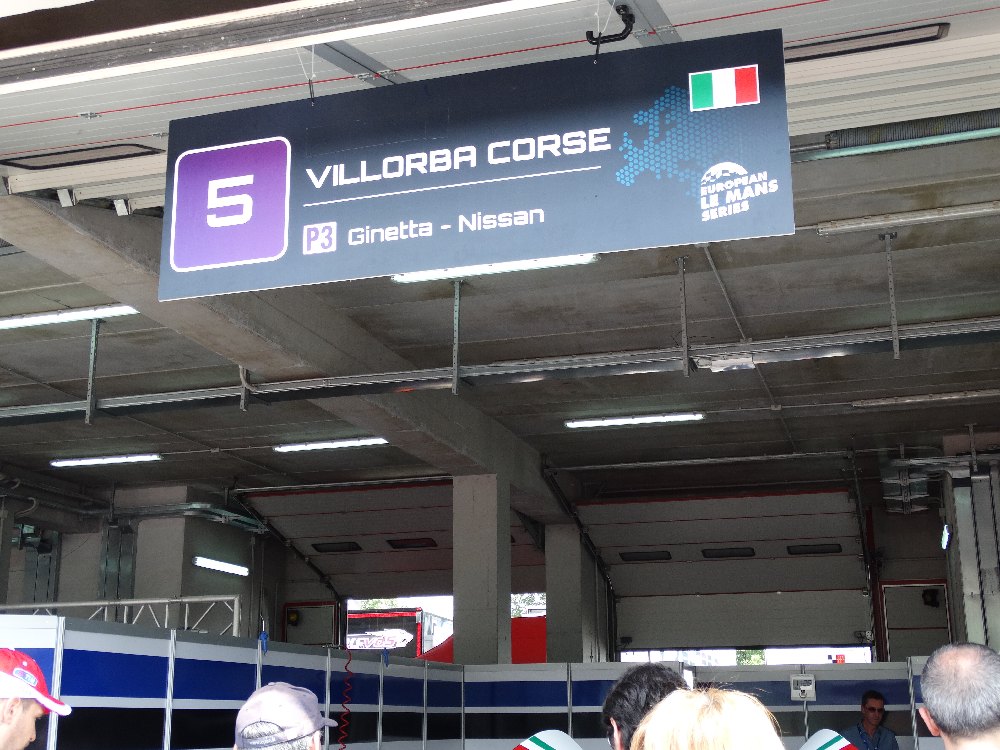 5
VILLORBA CORSE
P3 Ginetta - Nissan
EUROPEAN
LE MANS
SERIES